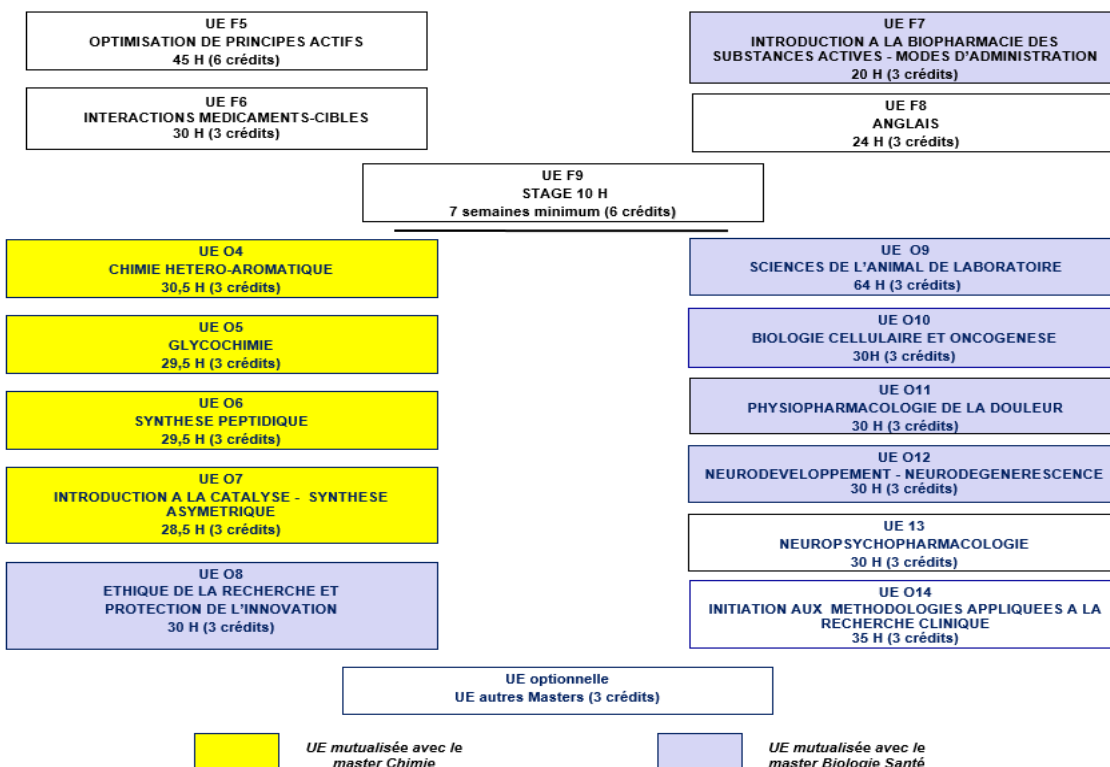 UE F5
OPTIMISATION DE PRINCIPES ACTIFS
45 H (6 crédits)
UE F7
INTRODUCTION A LA BIOPHARMACIE DES
SUBSTANCES ACTIVES - MODES D'ADMINISTRATION
20 H (3 crédits)
UE F6
INTERACTIONS MEDICAMENTS-CIBLES
30 H (3 crédits)
UE F8
ANGLAIS
24 H (3 crédits)
UE F9
STAGE 10 H
7 semaines minimum (6 crédits)
UE O4
CHIMIE HETERO-AROMATIQUE
30,5 H (3 crédits)
UE O5
GLYCOCHIMIE
29,5 H (3 crédits)
UE O6
SYNTHESE PEPTIDIQUE
29,5 H (3 crédits)
UE O7
INTRODUCTION A LA CATALYSE - SYNTHESE
ASYMETRIQUE
28,5 H (3 crédits)
UE O8
ETHIQUE DE LA RECHERCHE ET
PROTECTION DE L'INNOVATION
30 H (3 crédits)
UE O9
SCIENCES DE L'ANIMAL DE LABORATOIRE
64 H (3 crédits)
UE O10
BIOLOGIE CELLULAIRE ET ONCOGENESE
30H (3 crédits)
UE O11
PHYSIOPHARMACOLOGIE DE LA DOULEUR
30 H (3 crédits)
UE O12
NEURODEVELOPPEMENT - NEURODEGENERESCENCE
30 H (3 crédits)
UE 13
NEUROPSYCHOPHARMACOLOGIE
30 H (3 crédits)
UE O14
INITIATION AUX METHODOLOGIES APPLIQUEES A LA
RECHERCHE CLINIQUE
35 H (3 crédits)
UE optionnelle
UE autres Masters (3 crédits)
UE mutualisée avec le
master Chimie
UE mutualisée avec le
master Biologie Santé